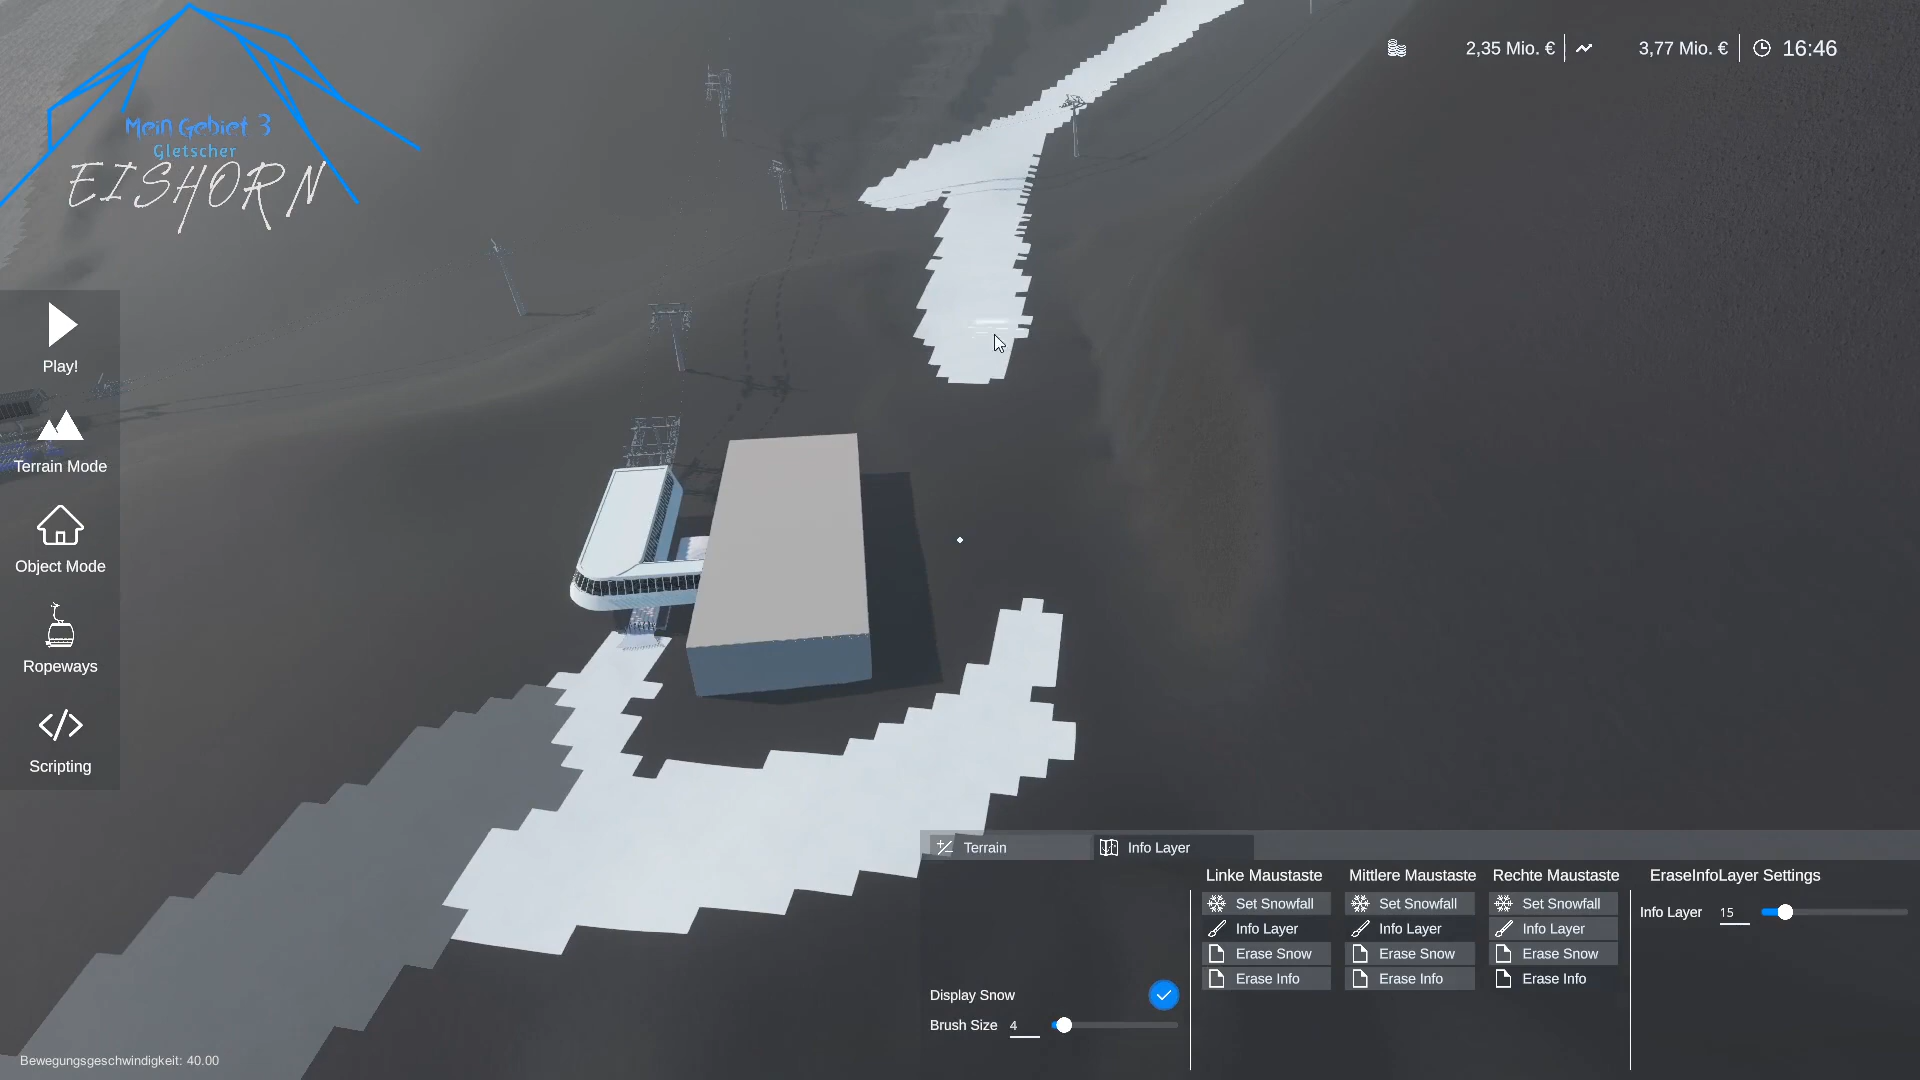 Mein Gebiet 3
Gletscher
EISHORN
2,35 Mio. €
3,77 Mio. €
16:46
Play!
Terrain Mode
Object Mode
Ropeways
Scripting
Terrain
Info Layer
Linke Maustaste
Mittlere Maustaste
Rechte Maustaste
EraseInfoLayer Settings
Set Snowfall
Set Snowfall
Set Snowfall
Info Layer 15
Info Layer
Info Layer
Info Layer
Erase Snow
Erase Snow
Erase Snow
Erase Info
Erase Info
Erase Info
Display Snow
Brush Size 4
Bewegungsgeschwindigkeit: 40.00